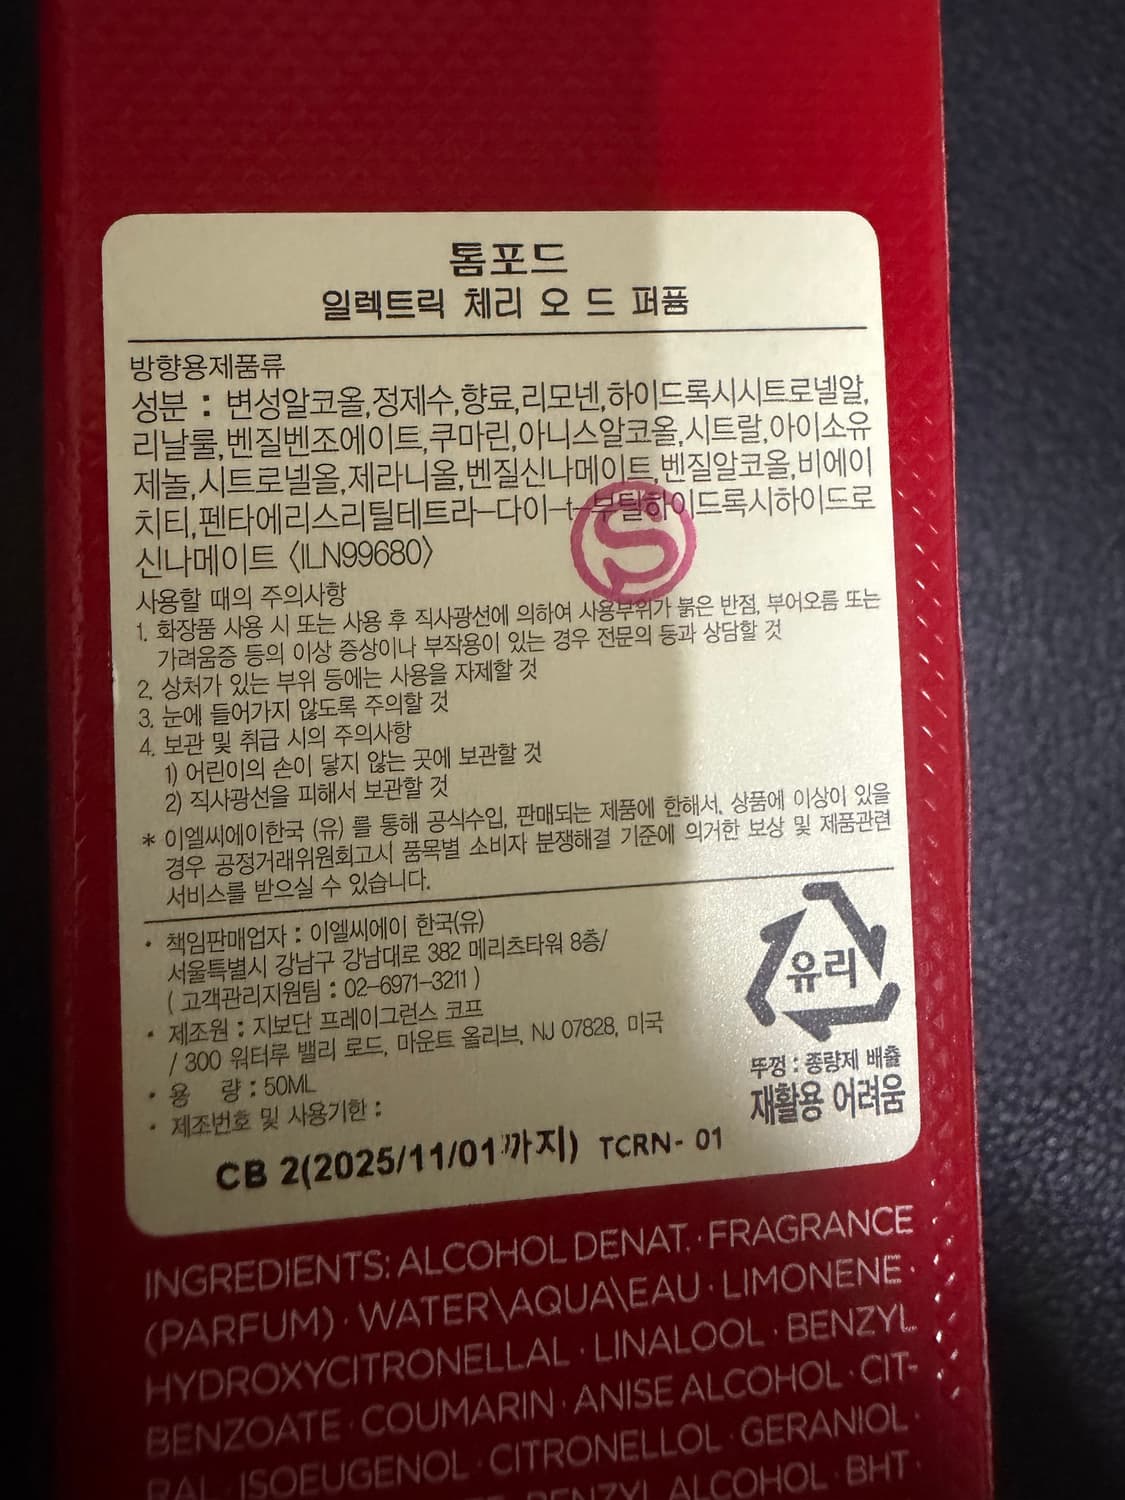 톰포드
일렉트릭 체리 오 드 퍼퓸
방향용제품류
성분 : 변성알코올,정제수,향료,리모넨,하이드록시시트로넬알,
리날룰,벤질벤조에이트,쿠마린,아니스알코올,시트랄,아이소유
제놀,시트로넬올,제라니올,벤질신나메이트,벤질알코올,비에이
치티,펜타에리스리틸테트라-다이-t-부틸하이드록시하이드로
신나메이트 〈ILN99680〉
S
사용할 때의 주의사항
1. 화장품 사용 시 또는 사용 후 직사광선에 의하여 사용부위가 붉은 반점, 부어오름 또는
가려움증 등의 이상 증상이나 부작용이 있는 경우 전문의 등과 상담할 것
2. 상처가 있는 부위 등에는 사용을 자제할 것
3. 눈에 들어가지 않도록 주의할 것
4. 보관 및 취급 시의 주의사항
1) 어린이의 손이 닿지 않는 곳에 보관할 것
2) 직사광선을 피해서 보관할 것
* 이엘씨에이한국 (유) 를 통해 공식수입, 판매되는 제품에 한해서, 상품에 이상이 있을
경우 공정거래위원회고시 품목별 소비자 분쟁해결 기준에 의거한 보상 및 제품관련
서비스를 받으실 수 있습니다.
· 책임판매업자 : 이엘씨에이 한국(유)
서울특별시 강남구 강남대로 382 메리츠타워 8층/
( 고객관리지원팀 : 02-6971-3211 )
· 제조원 : 지보단 프레이그런스 코프
/ 300 워터루 밸리 로드, 마운트 올리브, NJ 07828, 미국
· 용 량 : 50ML
· 제조번호 및 사용기한 :
유리
뚜껑 : 종량제 배출
재활용 어려움
CB 2(2025/11/01까지) TCRN- 01
INGREDIENTS: ALCOHOL DENAT. · FRAGRANCE
(PARFUM) · WATER\AQUA\EAU · LIMONENE ·
HYDROXYCITRONELLAL · LINALOOL · BENZYL
BENZOATE · COUMARIN · ANISE ALCOHOL · CIT-
RAL · ISOEUGENOL · CITRONELLOL · GERANIOL ·
BENZYL ALCOHOL · BHT ·